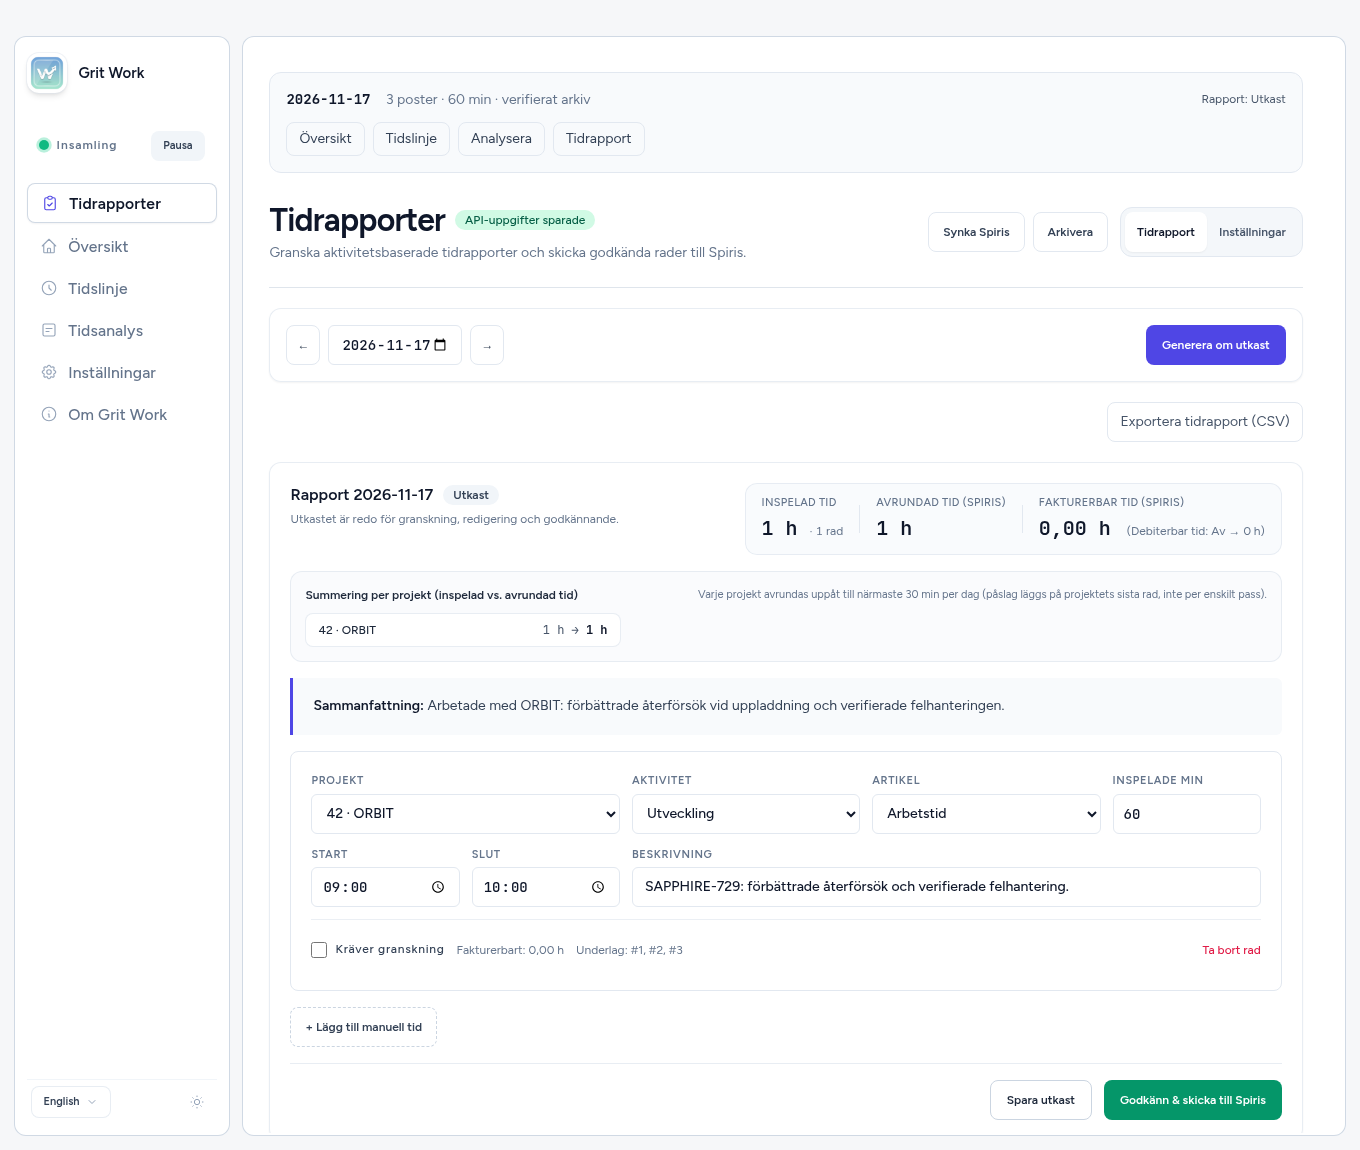 Grit Work
Insamling
Pausa
Tidrapporter
Översikt
Tidslinje
Tidsanalys
Inställningar
Om Grit Work
English
2026-11-17 3 poster · 60 min · verifierat arkiv
Rapport: Utkast
Översikt Tidslinje Analysera Tidrapport
Tidrapporter API-uppgifter sparade
Granska aktivitetsbaserade tidrapporter och skicka godkända rader till Spiris.
Synka Spiris Arkivera Tidrapport Inställningar
← 2026-11-17 →
Generera om utkast
Exportera tidrapport (CSV)
Rapport 2026-11-17 Utkast
Utkastet är redo för granskning, redigering och godkännande.
INSPELAD TID
1 h · 1 rad
AVRUNDAD TID (SPIRIS)
1 h
FAKTURERBAR TID (SPIRIS)
0,00 h (Debiterbar tid: Av → 0 h)
Summering per projekt (inspelad vs. avrundad tid)
Varje projekt avrundas uppåt till närmaste 30 min per dag (påslag läggs på projektets sista rad, inte per enskilt pass).
42 · ORBIT 1 h → 1 h
Sammanfattning: Arbetade med ORBIT: förbättrade återförsök vid uppladdning och verifierade felhanteringen.
PROJEKT AKTIVITET ARTIKEL INSPELADE MIN
42 · ORBIT Utveckling Arbetstid 60
START SLUT BESKRIVNING
09:00 10:00 SAPPHIRE-729: förbättrade återförsök och verifierade felhantering.
Kräver granskning Fakturerbart: 0,00 h Underlag: #1, #2, #3
Ta bort rad
+ Lägg till manuell tid
Spara utkast Godkänn & skicka till Spiris